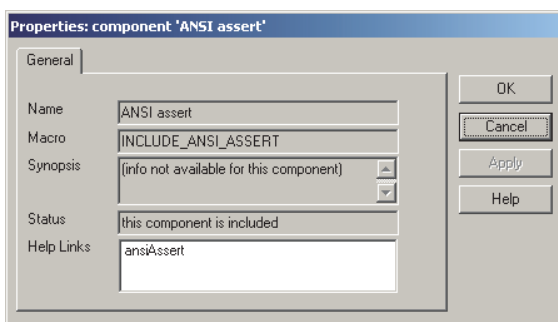 Properties: component 'ANSI assert'
General
Name
ANSI assert
Macro
INCLUDE_ANSI_ASSERT
Synopsis
(info not available for this component)
Status
this component is included
Help Links
ansiAssert
OK
Cancel
Apply
Help